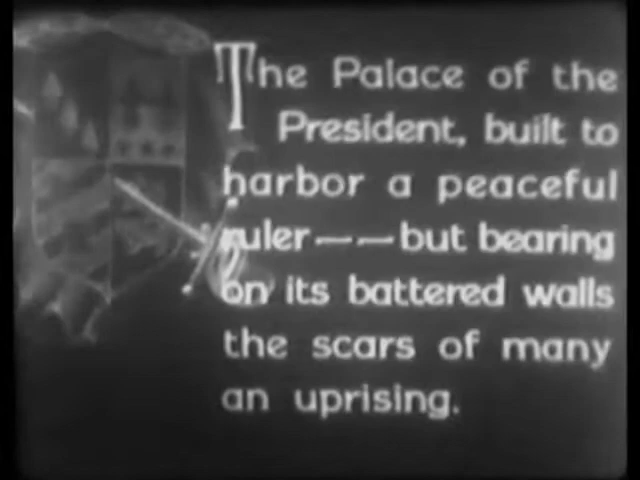 The Palace of the
President, built to
harbor a peaceful
ruler——but bearing
on its battered walls
the scars of many
an uprising.